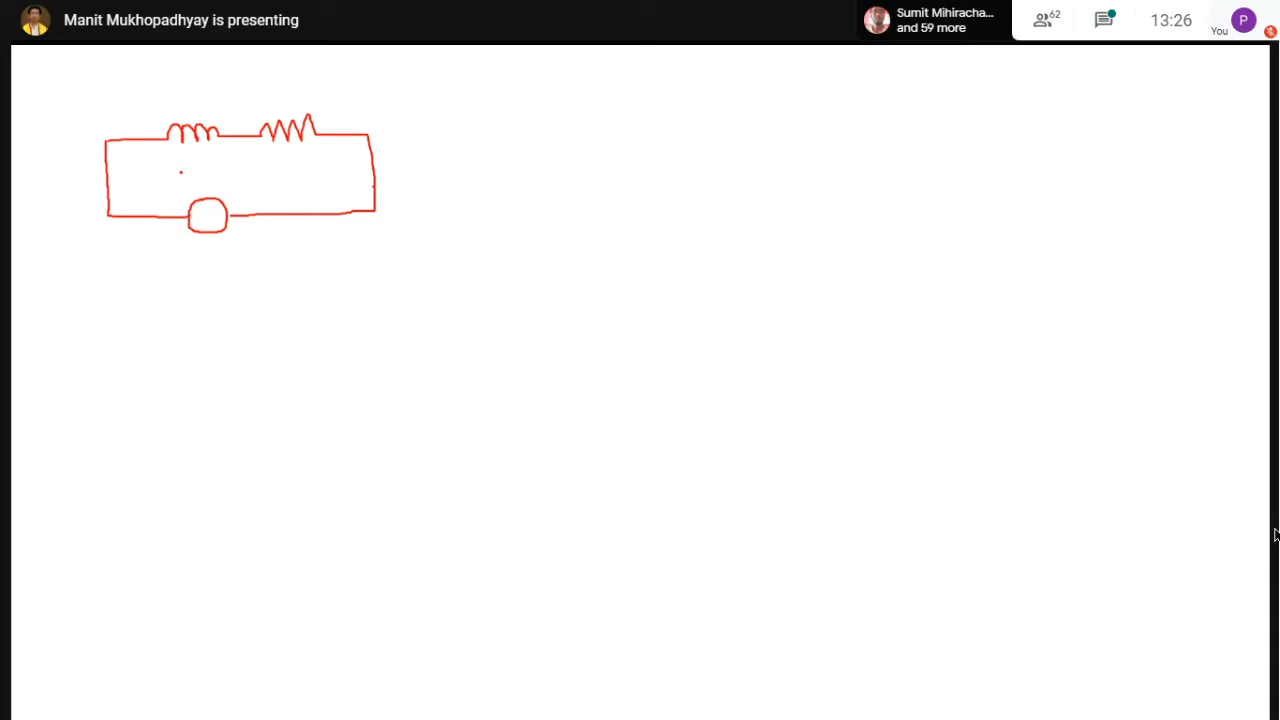 Manit Mukhopadhyay is presenting
Sumit Mihiracha...
and 59 more
62
13:26
You
P